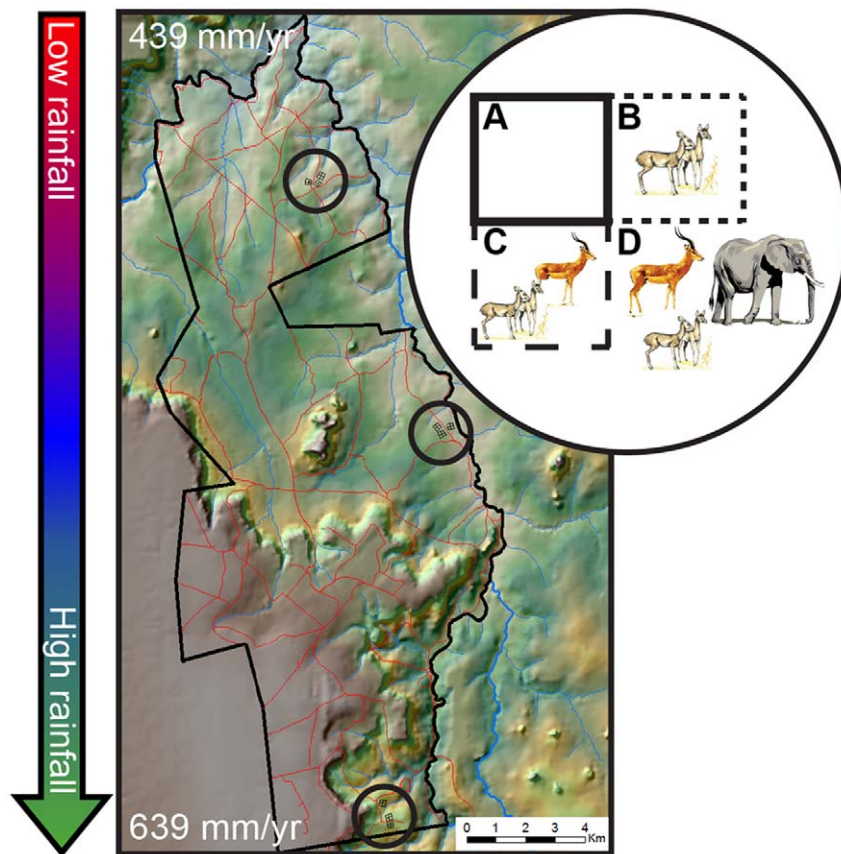 Low rainfall
High rainfall
439 mm/yr
A
B
C
D
639 mm/yr
0 1 2 3 4
Km